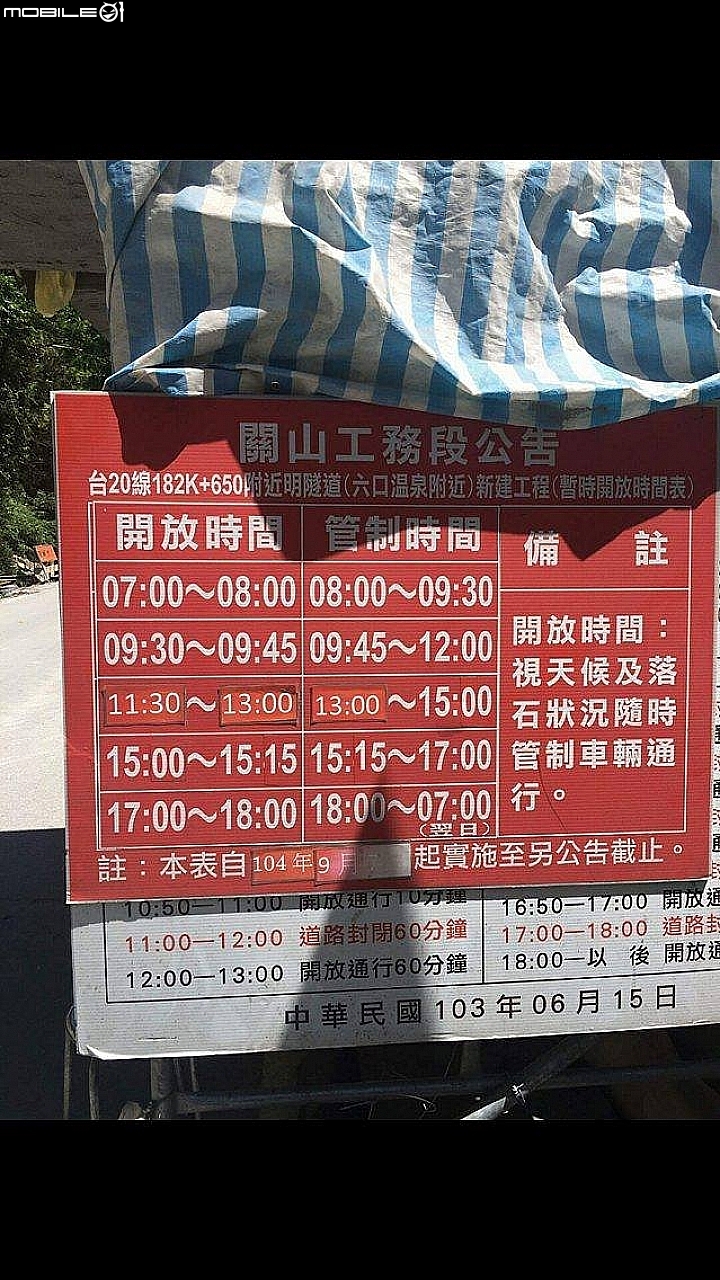 MOBILE01
關山工務段公告
台20線182K+650附近明隧道(六口溫泉附近)新建工程(暫時開放時間表)
開放時間 管制時間 備 註
07:00～08:00 08:00～09:30
09:30～09:45 09:45～12:00
11:30～13:00 13:00～15:00
15:00～15:15 15:15～17:00
17:00～18:00 18:00～07:00
(翌日)
開放時間：
視天候及落
石狀況隨時
管制車輛通
行。
註：本表自104年9月 起實施至另公告截止。
10:50—11:00 開放通行10分鐘
11:00—12:00 道路封閉60分鐘
12:00—13:00 開放通行60分鐘
16:50—17:00 開放通
17:00—18:00 道路封
18:00—以 後 開放通
中華民國103年06月15日